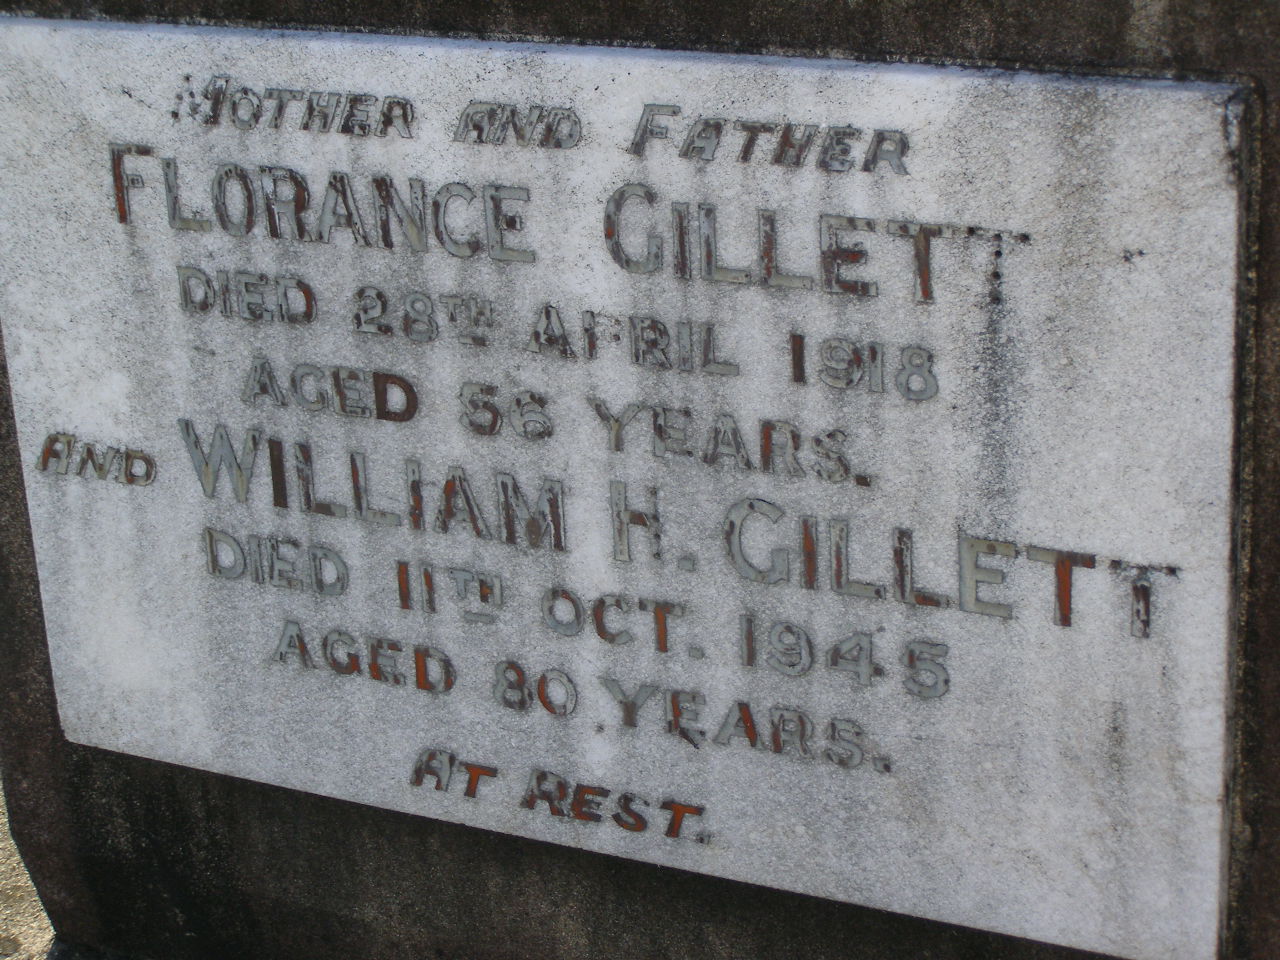 MOTHER AND FATHER
FLORANCE GILLETT
DIED 28TH APRIL 1918
AGED 56 YEARS.
AND WILLIAM H. GILLETT
DIED 11TH OCT. 1945
AGED 80 YEARS.
AT REST.